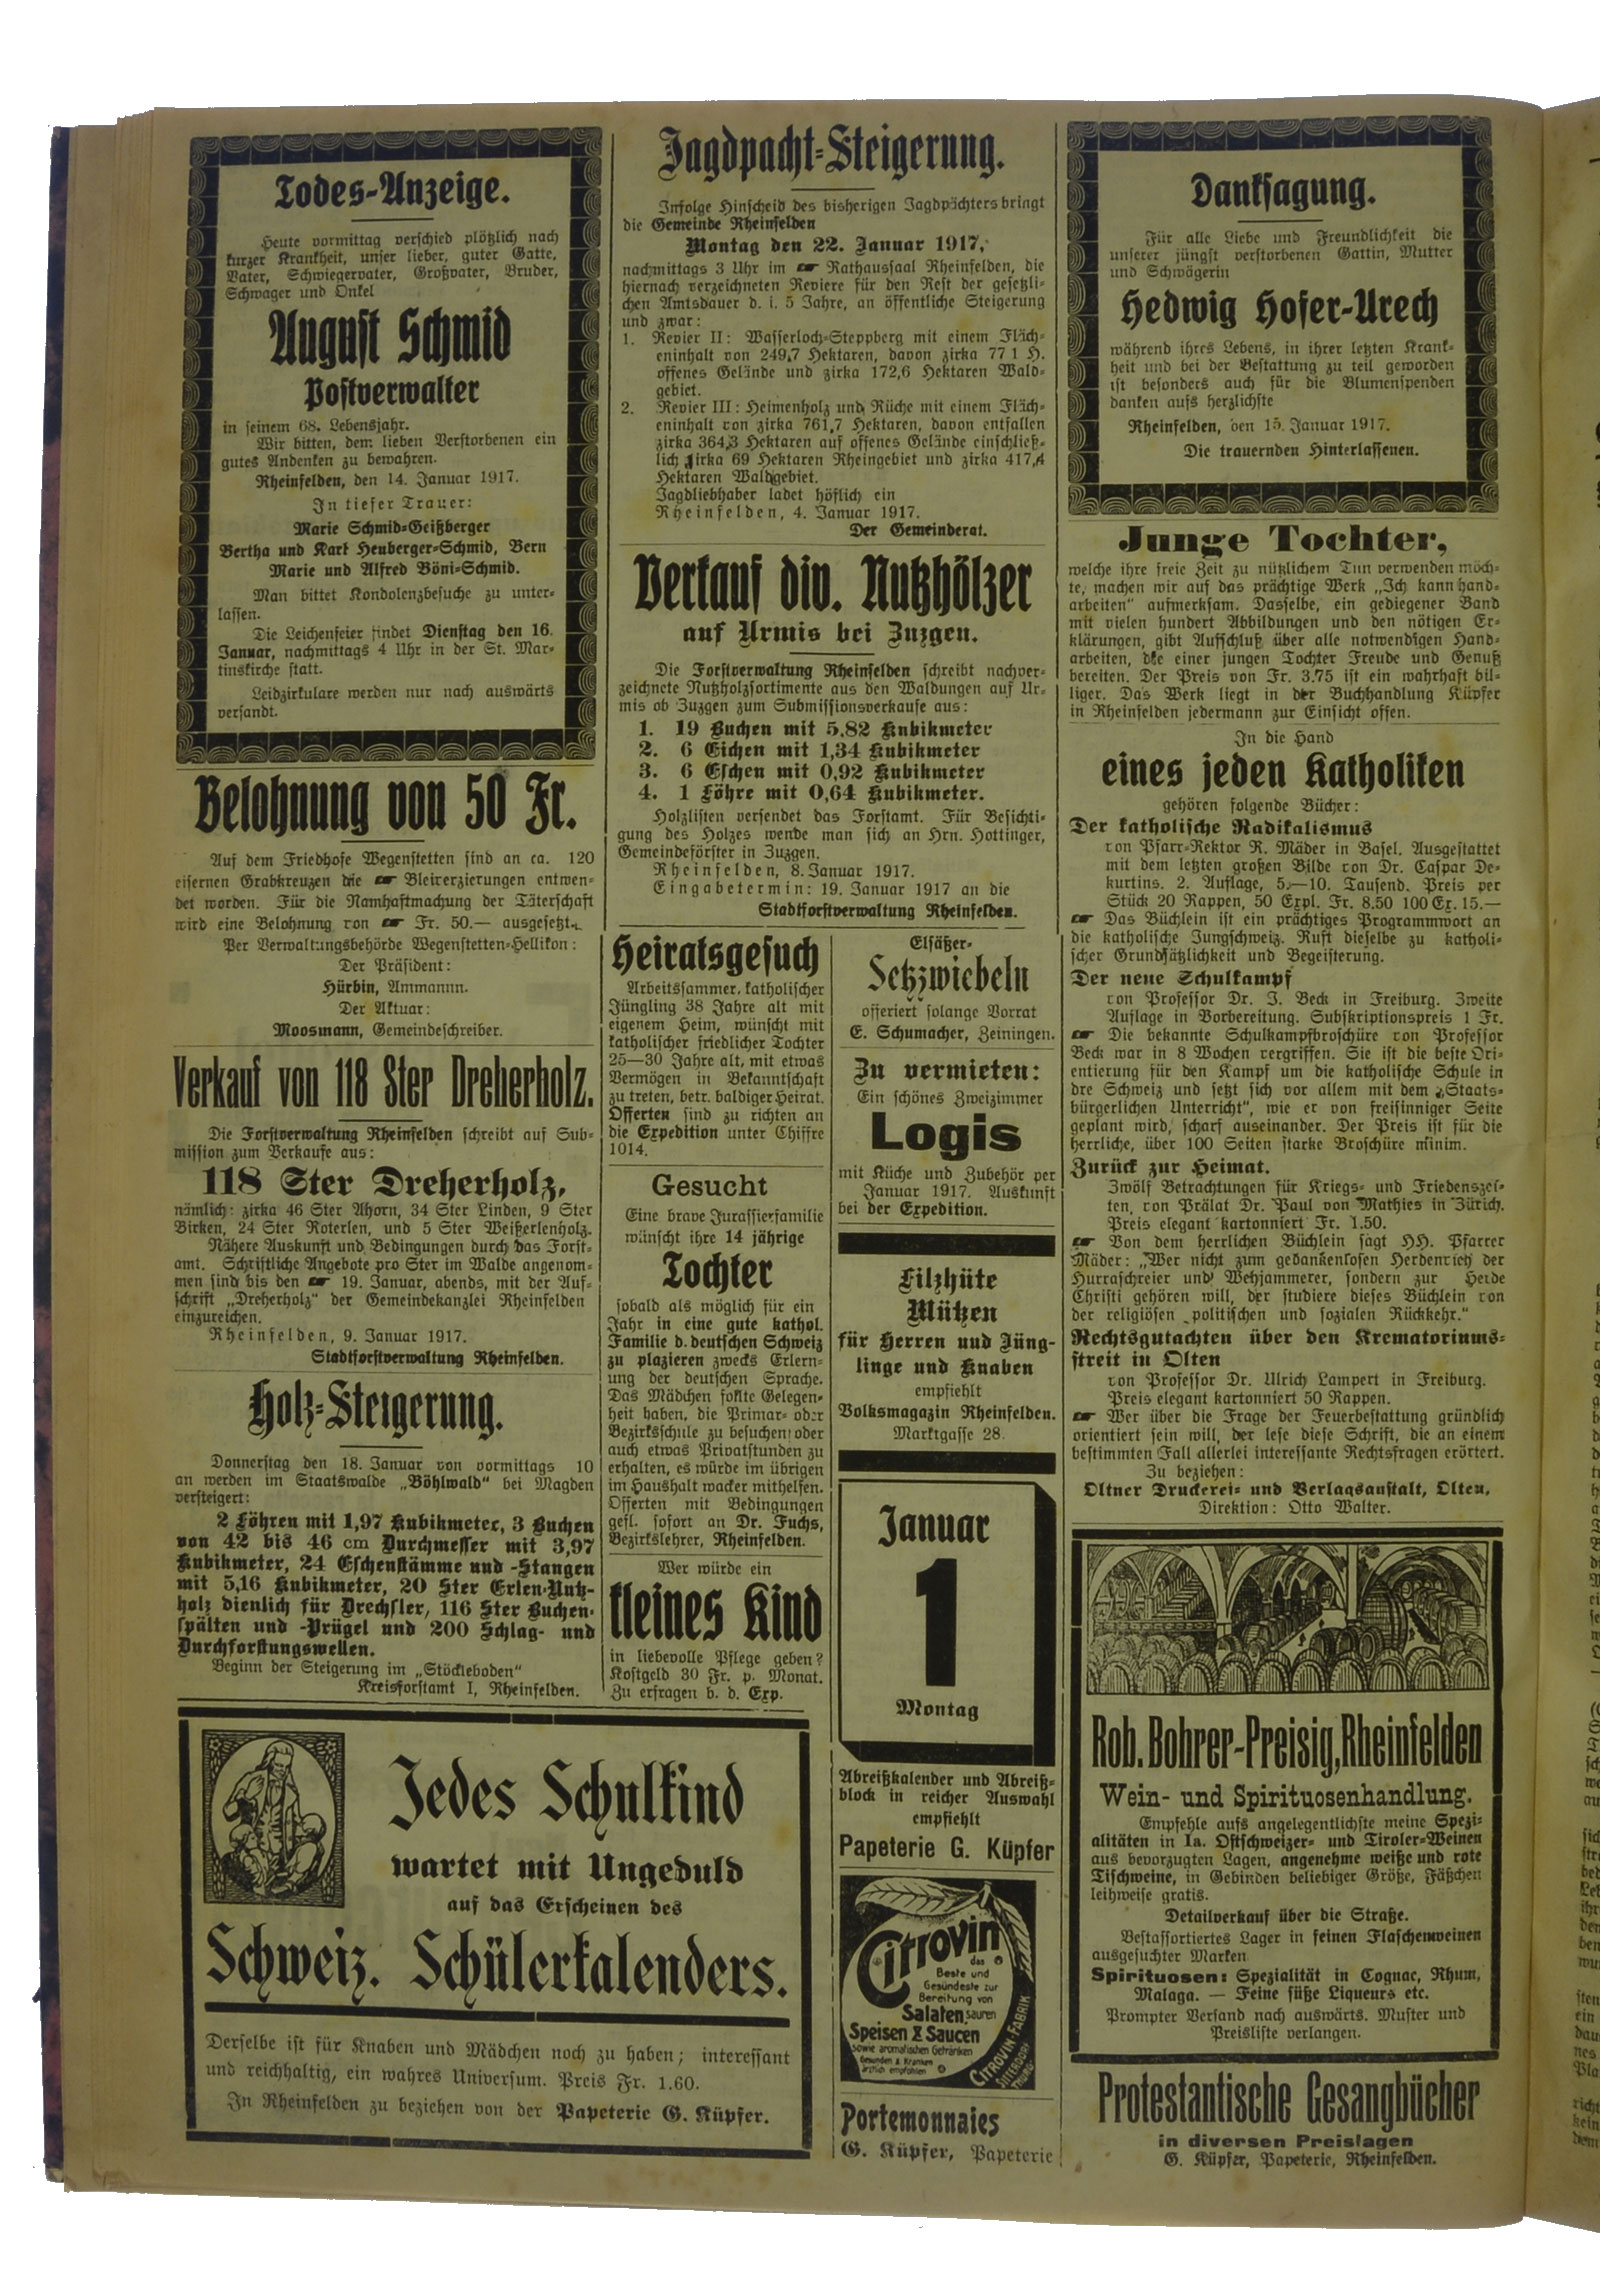 Todes-Anzeige.
Heute vormittag verschied plötzlich nach
kurzer Krankheit, unser lieber, guter Gatte,
Vater, Schwiegervater, Großvater, Bruder,
Schwager und Onkel
August Schmid
Postverwalter
in seinem 68. Lebensjahr.
Wir bitten, dem lieben Verstorbenen ein
gutes Andenken zu bewahren.
Rheinfelden, den 14. Januar 1917.
In tiefer Trauer:
Marie Schmid-Geißberger
Bertha und Karl Heuberger-Schmid, Bern
Marie und Alfred Böni-Schmid.
Man bittet Kondolenzbesuche zu unter-
lassen.
Die Leichenfeier findet Dienstag den 16.
Januar, nachmittags 4 Uhr in der St. Mar-
tinskirche statt.
Leidzirkulare werden nur nach auswärts
versandt.
Belohnung von 50 Fr.
Auf dem Friedhofe Wegenstetten sind an ca. 120
eisernen Grabkreuzen die ☞ Bleiverzierungen entwen-
det worden. Für die Namhaftmachung der Täterschaft
wird eine Belohnung von ☞ Fr. 50.— ausgesetzt.
Per Verwaltungsbehörde Wegenstetten-Hellikon:
Der Präsident:
Hürbin, Ammannn.
Der Aktuar:
Moosmann, Gemeindeschreiber.
Verkauf von 118 Ster Dreherholz.
Die Forstverwaltung Rheinfelden schreibt auf Sub-
mission zum Verkaufe aus:
118 Ster Dreherholz,
nämlich: zirka 46 Ster Ahorn, 34 Ster Linden, 9 Ster
Birken, 24 Ster Roterlen, und 5 Ster Weißerlenholz.
Nähere Auskunft und Bedingungen durch das Forst-
amt. Schriftliche Angebote pro Ster im Walde angenom-
men sind bis den ☞ 19. Januar, abends, mit der Auf-
schrift „Dreherholz“ der Gemeindekanzlei Rheinfelden
einzureichen.
Rheinfelden, 9. Januar 1917.
Stadtforstverwaltung Rheinfelden.
Holz-Steigerung.
Donnerstag den 18. Januar von vormittags 10
an werden im Staatswalde „Böhlwald“ bei Magden
versteigert:
2 Föhren mit 1,97 Kubikmeter, 3 Buchen
von 42 bis 46 cm Durchmesser mit 3,97
Kubikmeter, 24 Eschenstämme und -Stangen
mit 5,16 Kubikmeter, 20 Ster Erlen-Nutz-
holz dienlich für Drechsler, 116 Ster Buchen-
spälten und -Prügel und 200 Schlag- und
Durchforstungswellen.
Beginn der Steigerung im „Stöckleboden“
Kreisforstamt I, Rheinfelden.
Jedes Schulkind
wartet mit Ungeduld
auf das Erscheinen des
Schweiz. Schülerkalenders.
Derselbe ist für Knaben und Mädchen noch zu haben; interessant
und reichhaltig, ein wahres Universum. Preis Fr. 1.60.
In Rheinfelden zu beziehen von der Papeterie G. Küpfer.
Jagdpacht-Steigerung.
Infolge Hinscheid des bisherigen Jagdpächters bringt
die Gemeinde Rheinfelden
Montag den 22. Januar 1917,
nachmittags 3 Uhr im ☞ Rathaussaal Rheinfelden, die
hiernach verzeichneten Reviere für den Rest der gesetzli-
chen Amtsdauer d. i. 5 Jahre, an öffentliche Steigerung
und zwar:
1. Revier II: Wasserloch-Steppberg mit einem Fläch-
eninhalt von 249,7 Hektaren, davon zirka 77 1 H.
offenes Gelände und zirka 172,6 Hektaren Wald-
gebiet.
2. Revier III: Heimenholz und Rüche mit einem Fläch-
eninhalt von zirka 761,7 Hektaren, davon entfallen
zirka 364,3 Hektaren auf offenes Gelände einschließ-
lich zirka 69 Hektaren Rheingebiet und zirka 417,4
Hektaren Waldgebiet.
Jagdliebhaber ladet höflich ein
Rheinfelden, 4. Januar 1917.
Der Gemeinderat.
Verkauf div. Nutzhölzer
auf Urmis bei Zuzgen.
Die Forstverwaltung Rheinfelden schreibt nachver-
zeichnete Nutzholzsortimente aus den Waldungen auf Ur-
mis ob Zuzgen zum Submissionsverkaufe aus:
1. 19 Buchen mit 5,82 Kubikmeter
2. 6 Eichen mit 1,34 Kubikmeter
3. 6 Eschen mit 0,92 Kubikmeter
4. 1 Föhre mit 0,64 Kubikmeter.
Holzlisten versendet das Forstamt. Für Besichti-
gung des Holzes wende man sich an Hrn. Hottinger,
Gemeindeförster in Zuzgen.
Rheinfelden, 8. Januar 1917.
Eingabetermin: 19. Januar 1917 an die
Stadtforstverwaltung Rheinfelden.
Heiratsgesuch
Arbeitssammer, katholischer
Jüngling 38 Jahre alt mit
eigenem Heim, wünscht mit
katholischer friedlicher Tochter
25—30 Jahre alt, mit etwas
Vermögen in Bekanntschaft
zu treten, betr. baldiger Heirat.
Offerten sind zu richten an
die Expedition unter Chiffre
1014.
Gesucht
Eine brave Jurassierfamilie
wünscht ihre 14 jährige
Tochter
sobald als möglich für ein
Jahr in eine gute kathol.
Familie d. deutschen Schweiz
zu plazieren zwecks Erlern-
ung der deutschen Sprache.
Das Mädchen sollte Gelegen-
heit haben, die Primar- oder
Bezirksschule zu besuchen oder
auch etwas Privatstunden zu
erhalten, es würde im übrigen
im Haushalt wacker mithelfen.
Offerten mit Bedingungen
gefl. sofort an Dr. Fuchs,
Bezirkslehrer, Rheinfelden.
Wer würde ein
kleines Kind
in liebevolle Pflege geben?
Kostgeld 30 Fr. p. Monat.
Zu erfragen b. d. Exp.
Elsäßer-
Setzzwiebeln
offeriert solange Vorrat
E. Schumacher, Zeiningen.
Zu vermieten:
Ein schönes Zweizimmer
Logis
mit Küche und Zubehör per
Januar 1917. Auskunft
bei der Expedition.
Filzhüte
Mützen
für Herren und Jüng-
linge und Knaben
empfiehlt
Volksmagazin Rheinfelden.
Marktgasse 28.
Januar
1
Montag
Abreißkalender und Abreiß-
block in reicher Auswahl
empfiehlt
Papeterie G. Küpfer
Citrovin
das
Beste und
Gesündeste zur
Bereitung von
Salaten, sauren
Speisen & Saucen
sowie aromatischen Getränken
Gesunden & Kranken
ärztlich empfohlen
CITROVIN-FABRIK
Portemonnaies
G. Küpfer, Papeterie
Danksagung.
Für alle Liebe und Freundlichkeit die
unserer jüngst verstorbenen Gattin, Mutter
und Schwägerin
Hedwig Hofer-Urech
während ihres Lebens, in ihrer letzten Krank-
heit und bei der Bestattung zu teil geworden
ist besonders auch für die Blumenspenden
danken aufs herzlichste
Rheinfelden, den 15. Januar 1917.
Die trauernden Hinterlassenen.
Junge Tochter,
welche ihre freie Zeit zu nützlichem Tun verwenden möch-
te, machen wir auf das prächtige Werk „Ich kann hand-
arbeiten“ aufmerksam. Dasselbe, ein gediegener Band
mit vielen hundert Abbildungen und den nötigen Er-
klärungen, gibt Aufschluß über alle notwendigen Hand-
arbeiten, die einer jungen Tochter Freude und Genuß
bereiten. Der Preis von Fr. 3.75 ist ein wahrhaft bil-
liger. Das Werk liegt in der Buchhandlung Küpfer
in Rheinfelden jedermann zur Einsicht offen.
In die Hand
eines jeden Katholiken
gehören folgende Bücher:
Der katholische Radikalismus
von Pfarr-Rektor R. Mäder in Basel. Ausgestattet
mit dem letzten großen Bilde von Dr. Caspar De-
kurtins. 2. Auflage, 5.—10. Tausend. Preis per
Stück 20 Rappen, 50 Expl. Fr. 8.50 100 Ex. 15.—
☞ Das Büchlein ist ein prächtiges Programmwort an
die katholische Jungschweiz. Ruft dieselbe zu katholi-
scher Grundsätzlichkeit und Begeisterung.
Der neue Schulkampf
von Professor Dr. J. Beck in Freiburg. Zweite
Auflage in Vorbereitung. Subskriptionspreis 1 Fr.
☞ Die bekannte Schulkampfbroschüre von Professor
Beck war in 8 Wochen vergriffen. Sie ist die beste Ori-
entierung für den Kampf um die katholische Schule in
dre Schweiz und setzt sich vor allem mit dem „Staats-
bürgerlichen Unterricht“, wie er von freisinniger Seite
geplant wird, scharf auseinander. Der Preis ist für die
herrliche, über 100 Seiten starke Broschüre minim.
Zurück zur Heimat.
Zwölf Betrachtungen für Kriegs- und Friedenszei-
ten, von Prälat Dr. Paul von Mathies in Zürich.
Preis elegant kartonniert Fr. 1.50.
☞ Von dem herrlichen Büchlein sagt HH. Pfarrer
Mäder: „Wer nicht zum gedankenlosen Herdenvieh der
Hurraschreier und Wehjammerer, sondern zur Herde
Christi gehören will, der studiere dieses Büchlein von
der religiösen, politischen und sozialen Rückkehr.“
Rechtsgutachten über den Krematoriums-
streit in Olten
von Professor Dr. Ulrich Lampert in Freiburg.
Preis elegant kartonniert 50 Rappen.
☞ Wer über die Frage der Feuerbestattung gründlich
orientiert sein will, der lese diese Schrift, die an einem
bestimmten Fall allerlei interessante Rechtsfragen erörtert.
Zu beziehen:
Oltner Druckerei- und Verlagsanstalt, Olten,
Direktion: Otto Walter.
Rob. Bohrer-Preisig, Rheinfelden
Wein- und Spirituosenhandlung.
Empfehle aufs angelegentlichste meine Spezi-
alitäten in Ia. Ostschweizer- und Tiroler-Weinen
aus bevorzugten Lagen, angenehme weiße und rote
Tischweine, in Gebinden beliebiger Größe, Fäßchen
leihweise gratis.
Detailverkauf über die Straße.
Bestassortiertes Lager in feinen Flaschenweinen
ausgesuchter Marken
Spirituosen: Spezialität in Cognac, Rhum,
Malaga. — Feine süße Liqueurs etc.
Prompter Versand nach auswärts. Muster und
Preisliste verlangen.
Protestantische Gesangbücher
in diversen Preislagen
G. Küpfer, Papeterie, Rheinfelden.